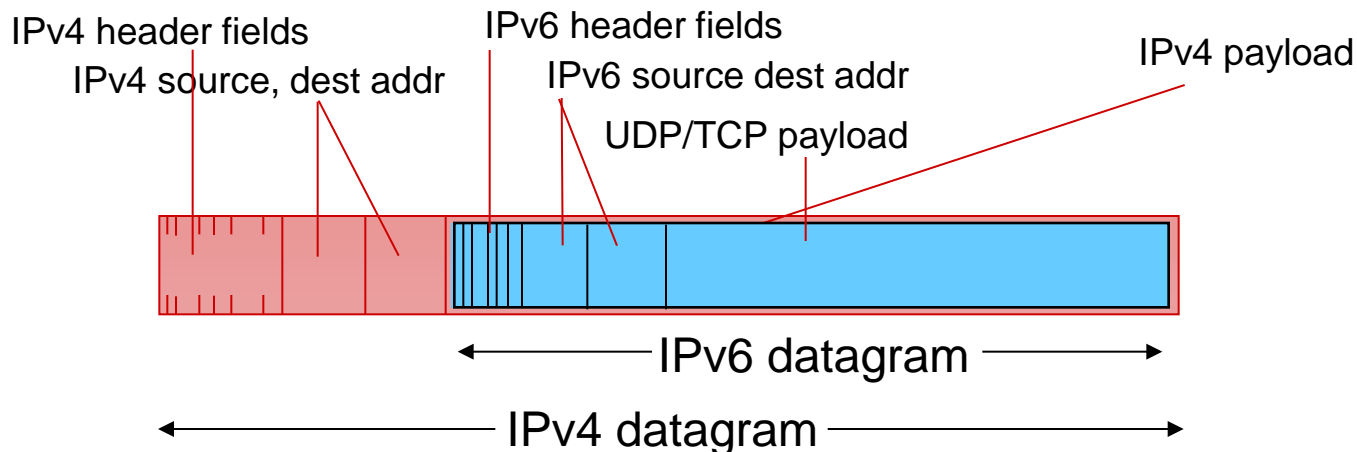 IPv4 header fields
IPv6 header fields
IPv4 payload
IPv4 source, dest addr
IPv6 source dest addr
UDP/TCP payload
IPv6 datagram
IPv4 datagram